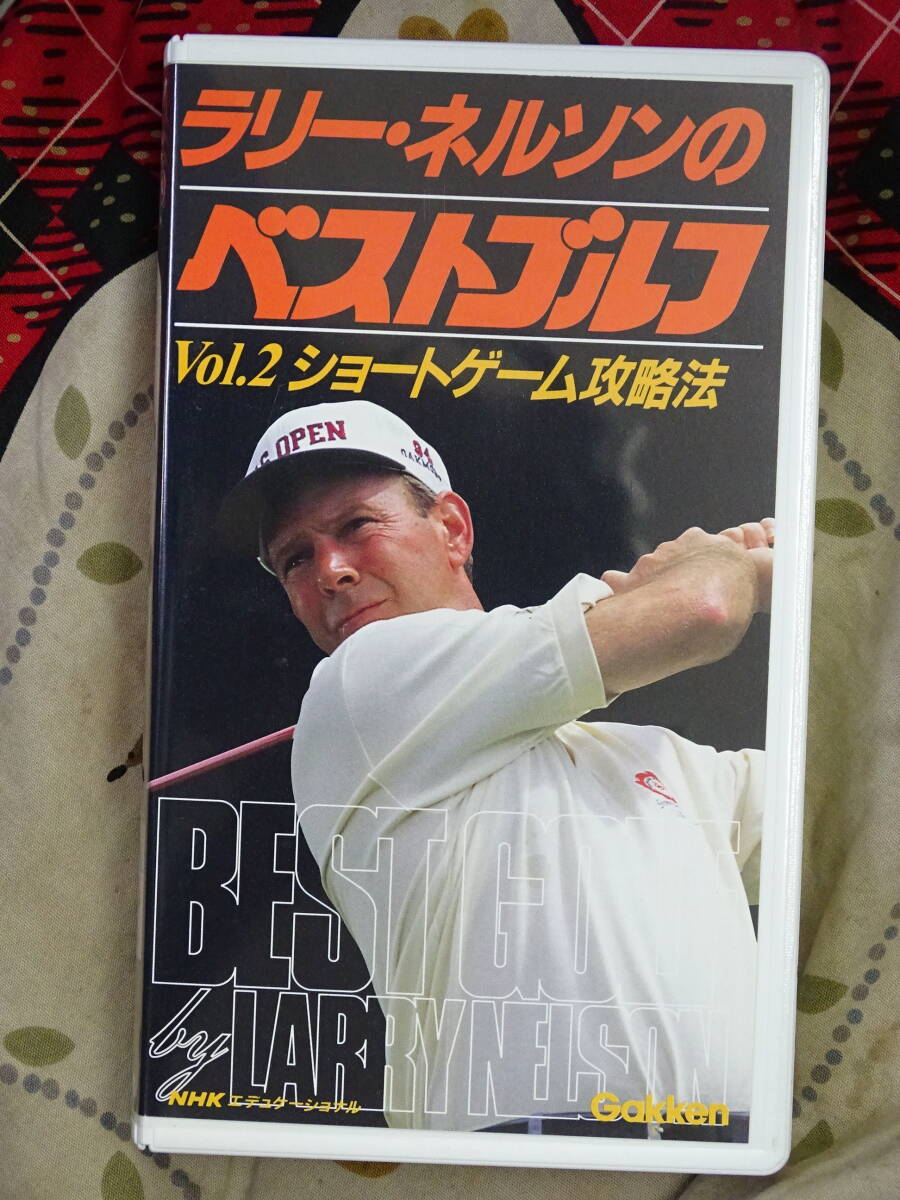 ラリー・ネルソンの
ベストゴルフ
Vol.2 ショートゲーム攻略法
OPEN
94
BEST GOLF
by LARRY NELSON
NHK エデュケーショナル
Gakken